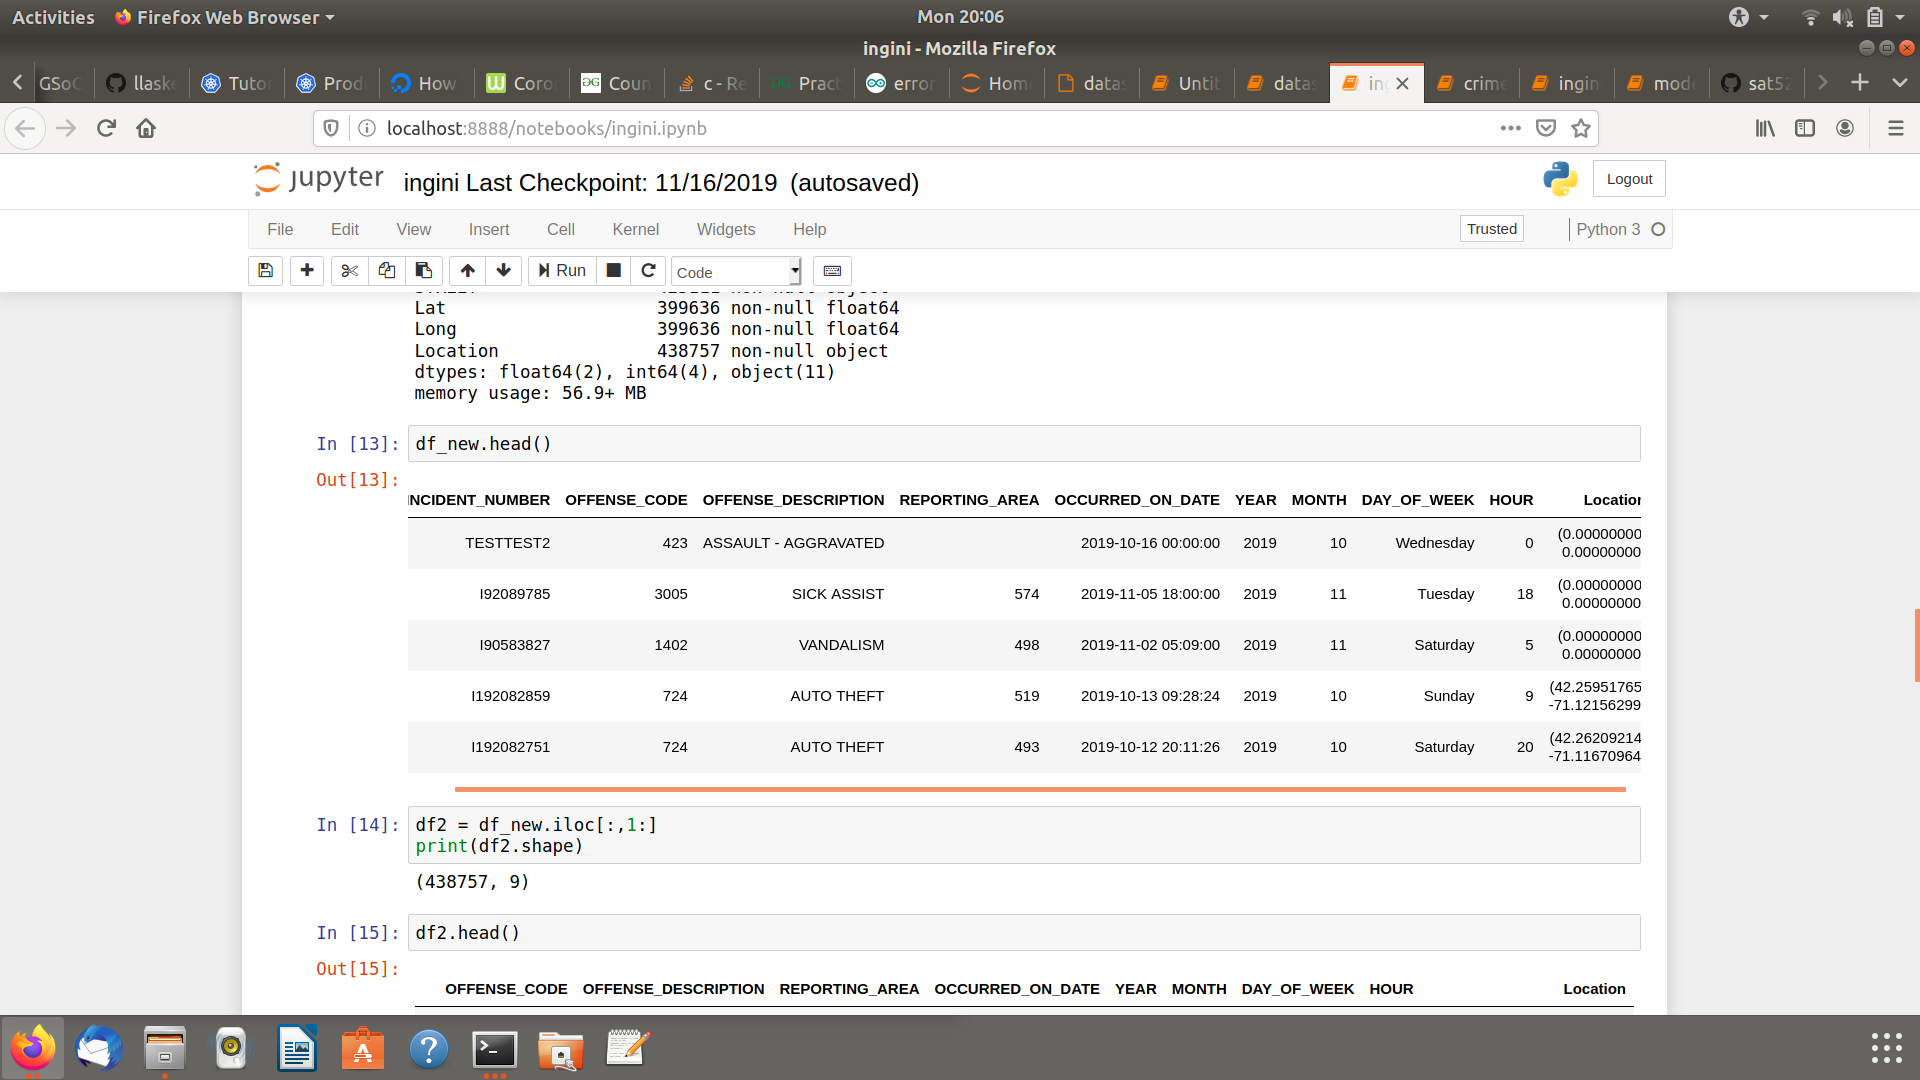 Activities Firefox Web Browser Mon 20:06
ingini - Mozilla Firefox
GSoC llask Tuto Prod How Coro Coun c - Re Pract error Hom datas Untit datas in crime ingin mode sat52
localhost:8888/notebooks/ingini.ipynb
jupyter ingini Last Checkpoint: 11/16/2019 (autosaved) Logout
File Edit View Insert Cell Kernel Widgets Help Trusted Python 3
Run Code
Lat 399636 non-null float64
Long 399636 non-null float64
Location 438757 non-null object
dtypes: float64(2), int64(4), object(11)
memory usage: 56.9+ MB
In [13]: df_new.head()
Out[13]:
INCIDENT_NUMBER OFFENSE_CODE OFFENSE_DESCRIPTION REPORTING_AREA OCCURRED_ON_DATE YEAR MONTH DAY_OF_WEEK HOUR Location
TESTTEST2 423 ASSAULT - AGGRAVATED 2019-10-16 00:00:00 2019 10 Wednesday 0 (0.00000000 0.00000000
I92089785 3005 SICK ASSIST 574 2019-11-05 18:00:00 2019 11 Tuesday 18 (0.00000000 0.00000000
I90583827 1402 VANDALISM 498 2019-11-02 05:09:00 2019 11 Saturday 5 (0.00000000 0.00000000
I192082859 724 AUTO THEFT 519 2019-10-13 09:28:24 2019 10 Sunday 9 (42.25951765 -71.12156299
I192082751 724 AUTO THEFT 493 2019-10-12 20:11:26 2019 10 Saturday 20 (42.26209214 -71.11670964
In [14]: df2 = df_new.iloc[:,1:]
print(df2.shape)
(438757, 9)
In [15]: df2.head()
Out[15]:
OFFENSE_CODE OFFENSE_DESCRIPTION REPORTING_AREA OCCURRED_ON_DATE YEAR MONTH DAY_OF_WEEK HOUR Location